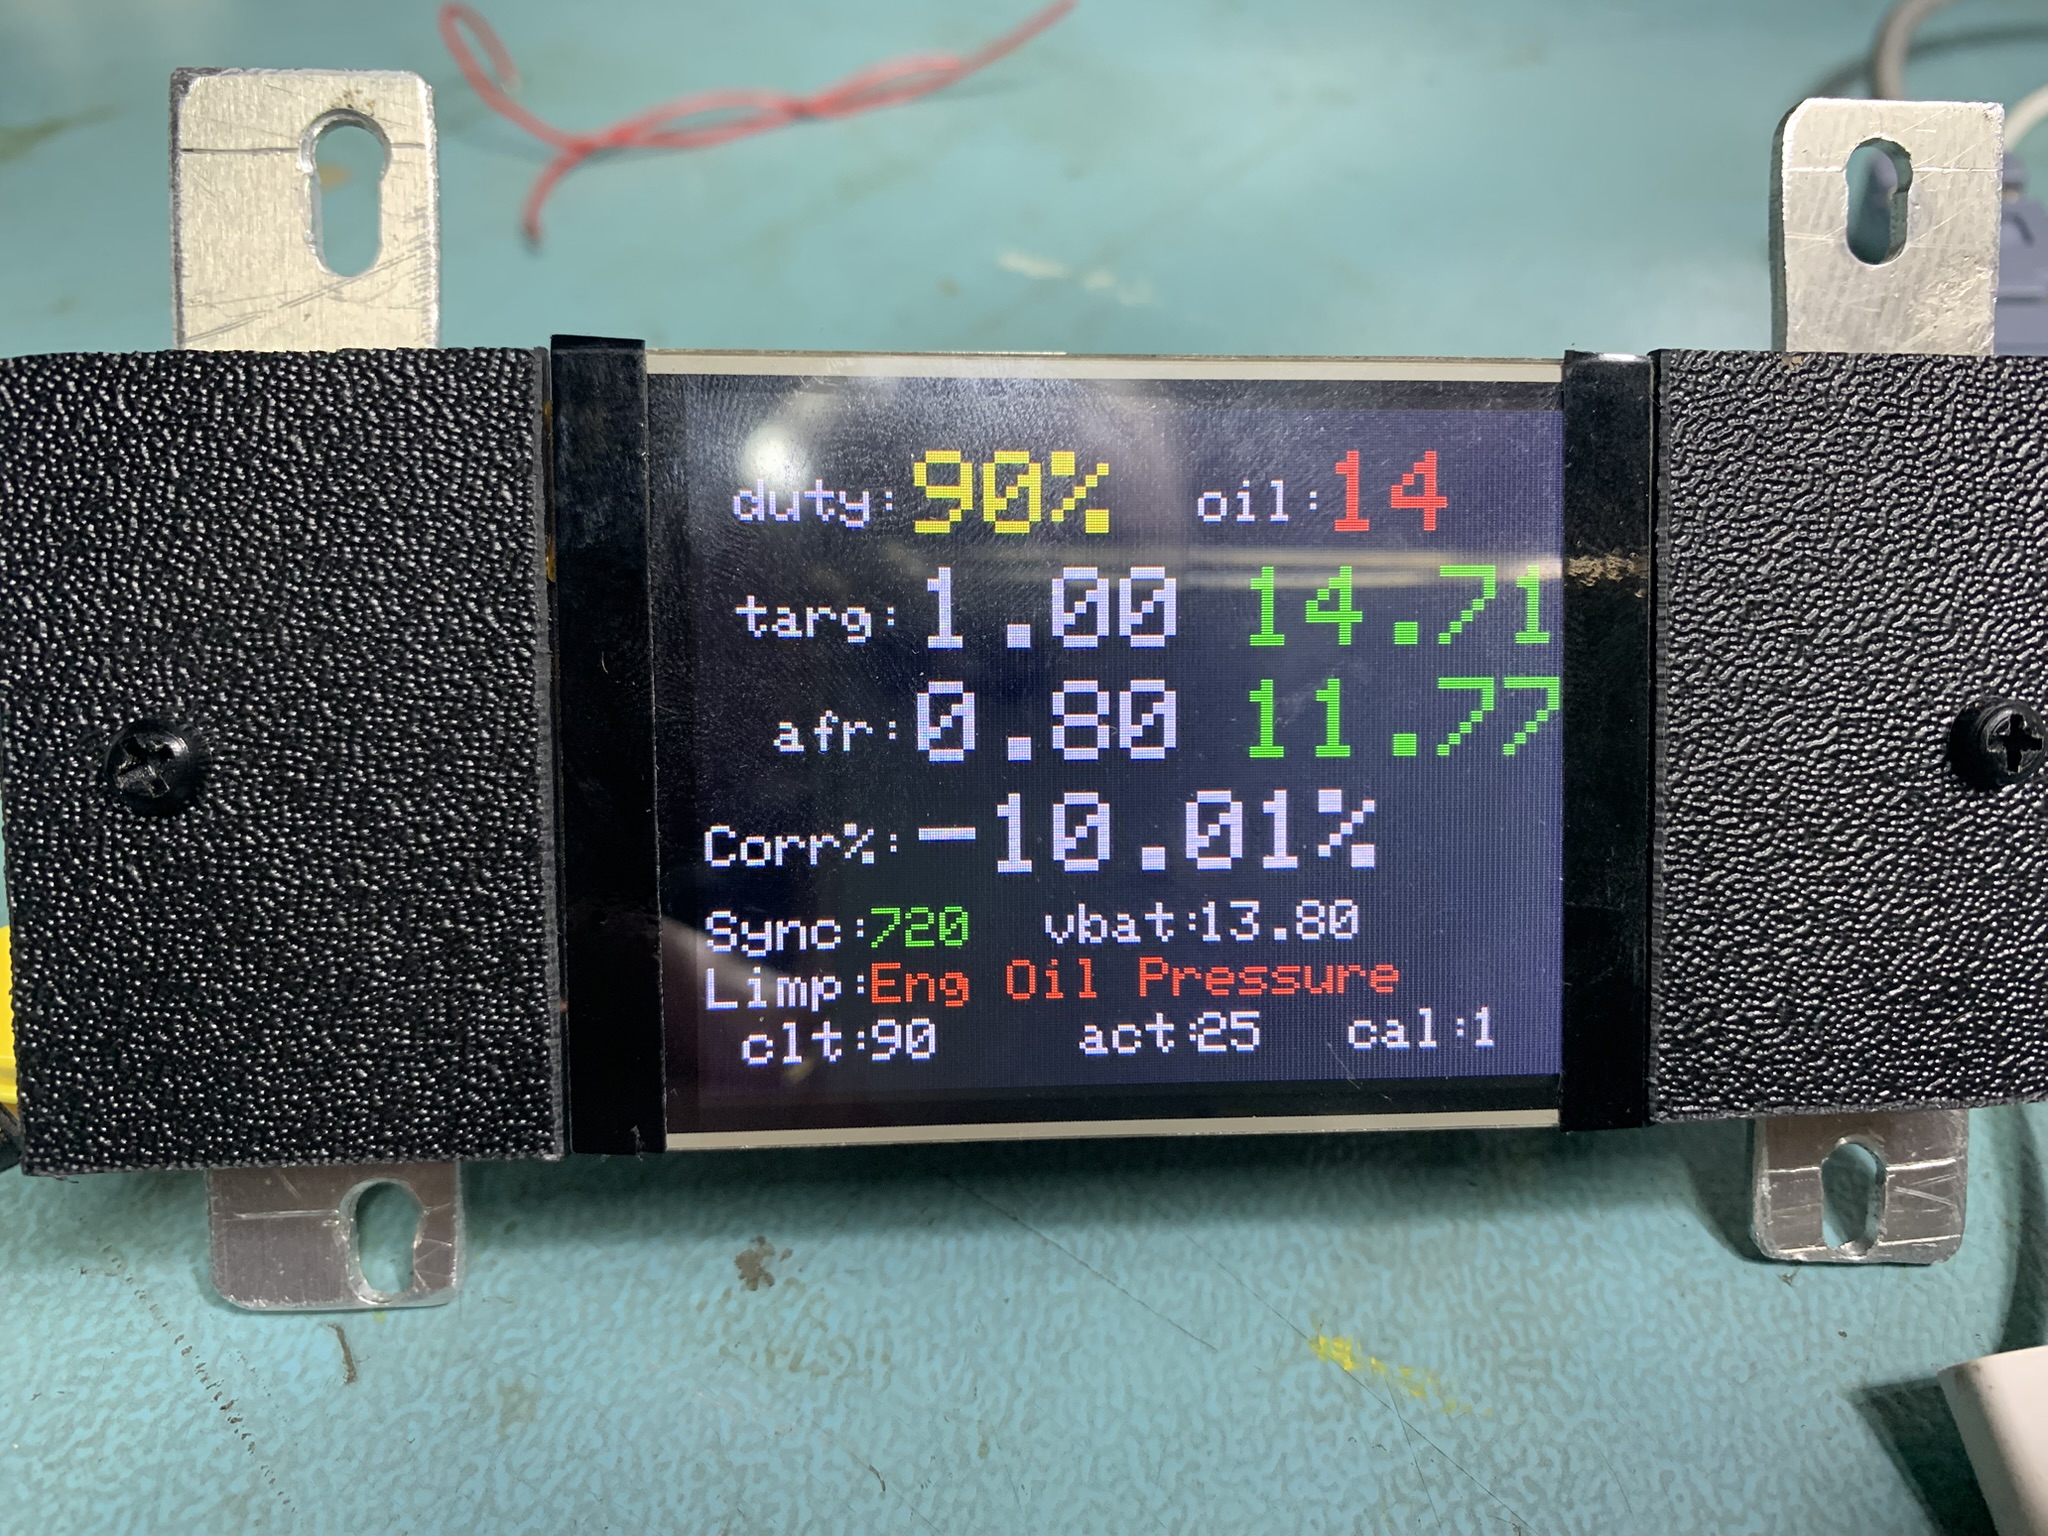 duty:90% oil:14
targ:1.00 14.71
afr:0.80 11.77
Corr%:-10.01%
Sync:720 vbat:13.80
Limp:Eng Oil Pressure
clt:90 act:25 cal:1